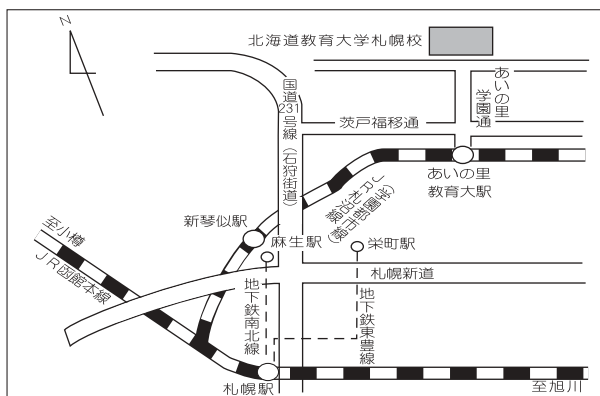 N
北海道教育大学札幌校
国道231号線（石狩街道）
あいの里
学園通
茨戸福移通
あいの里
教育大駅
JR札沼線
（学園都市線）
新琴似駅
麻生駅
栄町駅
至小樽
JR函館本線
札幌新道
地下鉄南北線
地下鉄東豊線
札幌駅
至旭川